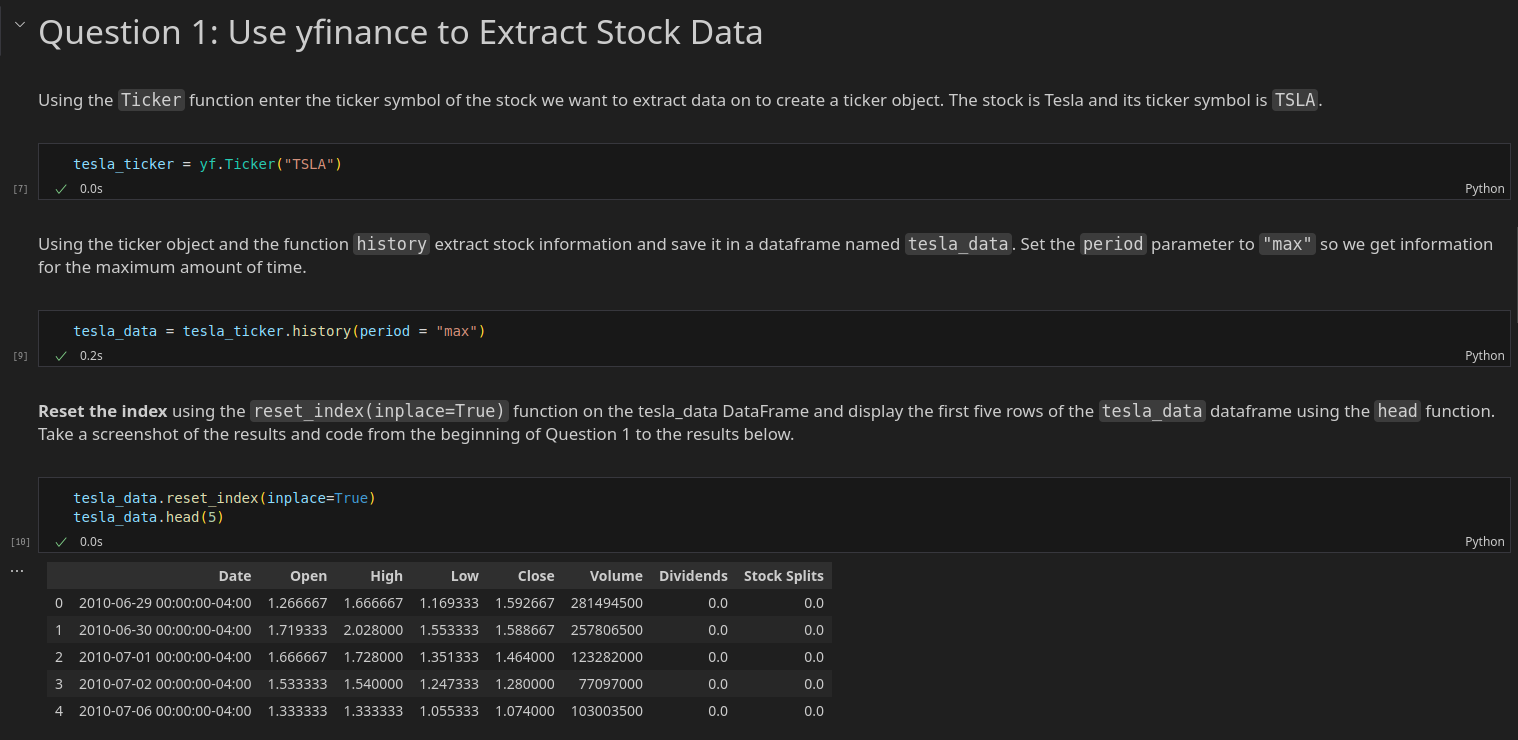 Question 1: Use yfinance to Extract Stock Data
Using the Ticker function enter the ticker symbol of the stock we want to extract data on to create a ticker object. The stock is Tesla and its ticker symbol is TSLA.
tesla_ticker = yf.Ticker("TSLA")
[7] 0.0s Python
Using the ticker object and the function history extract stock information and save it in a dataframe named tesla_data. Set the period parameter to "max" so we get information
for the maximum amount of time.
tesla_data = tesla_ticker.history(period = "max")
[9] 0.2s Python
Reset the index using the reset_index(inplace=True) function on the tesla_data DataFrame and display the first five rows of the tesla_data dataframe using the head function.
Take a screenshot of the results and code from the beginning of Question 1 to the results below.
tesla_data.reset_index(inplace=True)
tesla_data.head(5)
[10] 0.0s Python
...
Date Open High Low Close Volume Dividends Stock Splits
0 2010-06-29 00:00:00-04:00 1.266667 1.666667 1.169333 1.592667 281494500 0.0 0.0
1 2010-06-30 00:00:00-04:00 1.719333 2.028000 1.553333 1.588667 257806500 0.0 0.0
2 2010-07-01 00:00:00-04:00 1.666667 1.728000 1.351333 1.464000 123282000 0.0 0.0
3 2010-07-02 00:00:00-04:00 1.533333 1.540000 1.247333 1.280000 77097000 0.0 0.0
4 2010-07-06 00:00:00-04:00 1.333333 1.333333 1.055333 1.074000 103003500 0.0 0.0